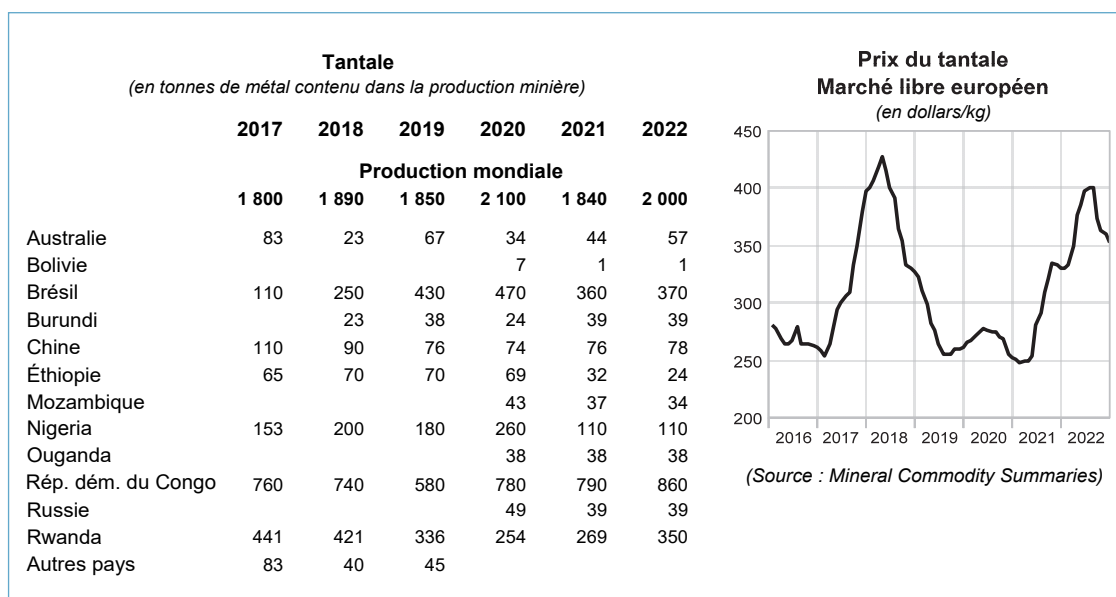 Tantale
(en tonnes de métal contenu dans la production minière)
2017 2018 2019 2020 2021 2022
Production mondiale
1 800 1 890 1 850 2 100 1 840 2 000
Australie 83 23 67 34 44 57
Bolivie 7 1 1
Brésil 110 250 430 470 360 370
Burundi 23 38 24 39 39
Chine 110 90 76 74 76 78
Éthiopie 65 70 70 69 32 24
Mozambique 43 37 34
Nigeria 153 200 180 260 110 110
Ouganda 38 38 38
Rép. dém. du Congo 760 740 580 780 790 860
Russie 49 39 39
Rwanda 441 421 336 254 269 350
Autres pays 83 40 45
Prix du tantale
Marché libre européen
(en dollars/kg)
450
400
350
300
250
200
2016 2017 2018 2019 2020 2021 2022
(Source : Mineral Commodity Summaries)